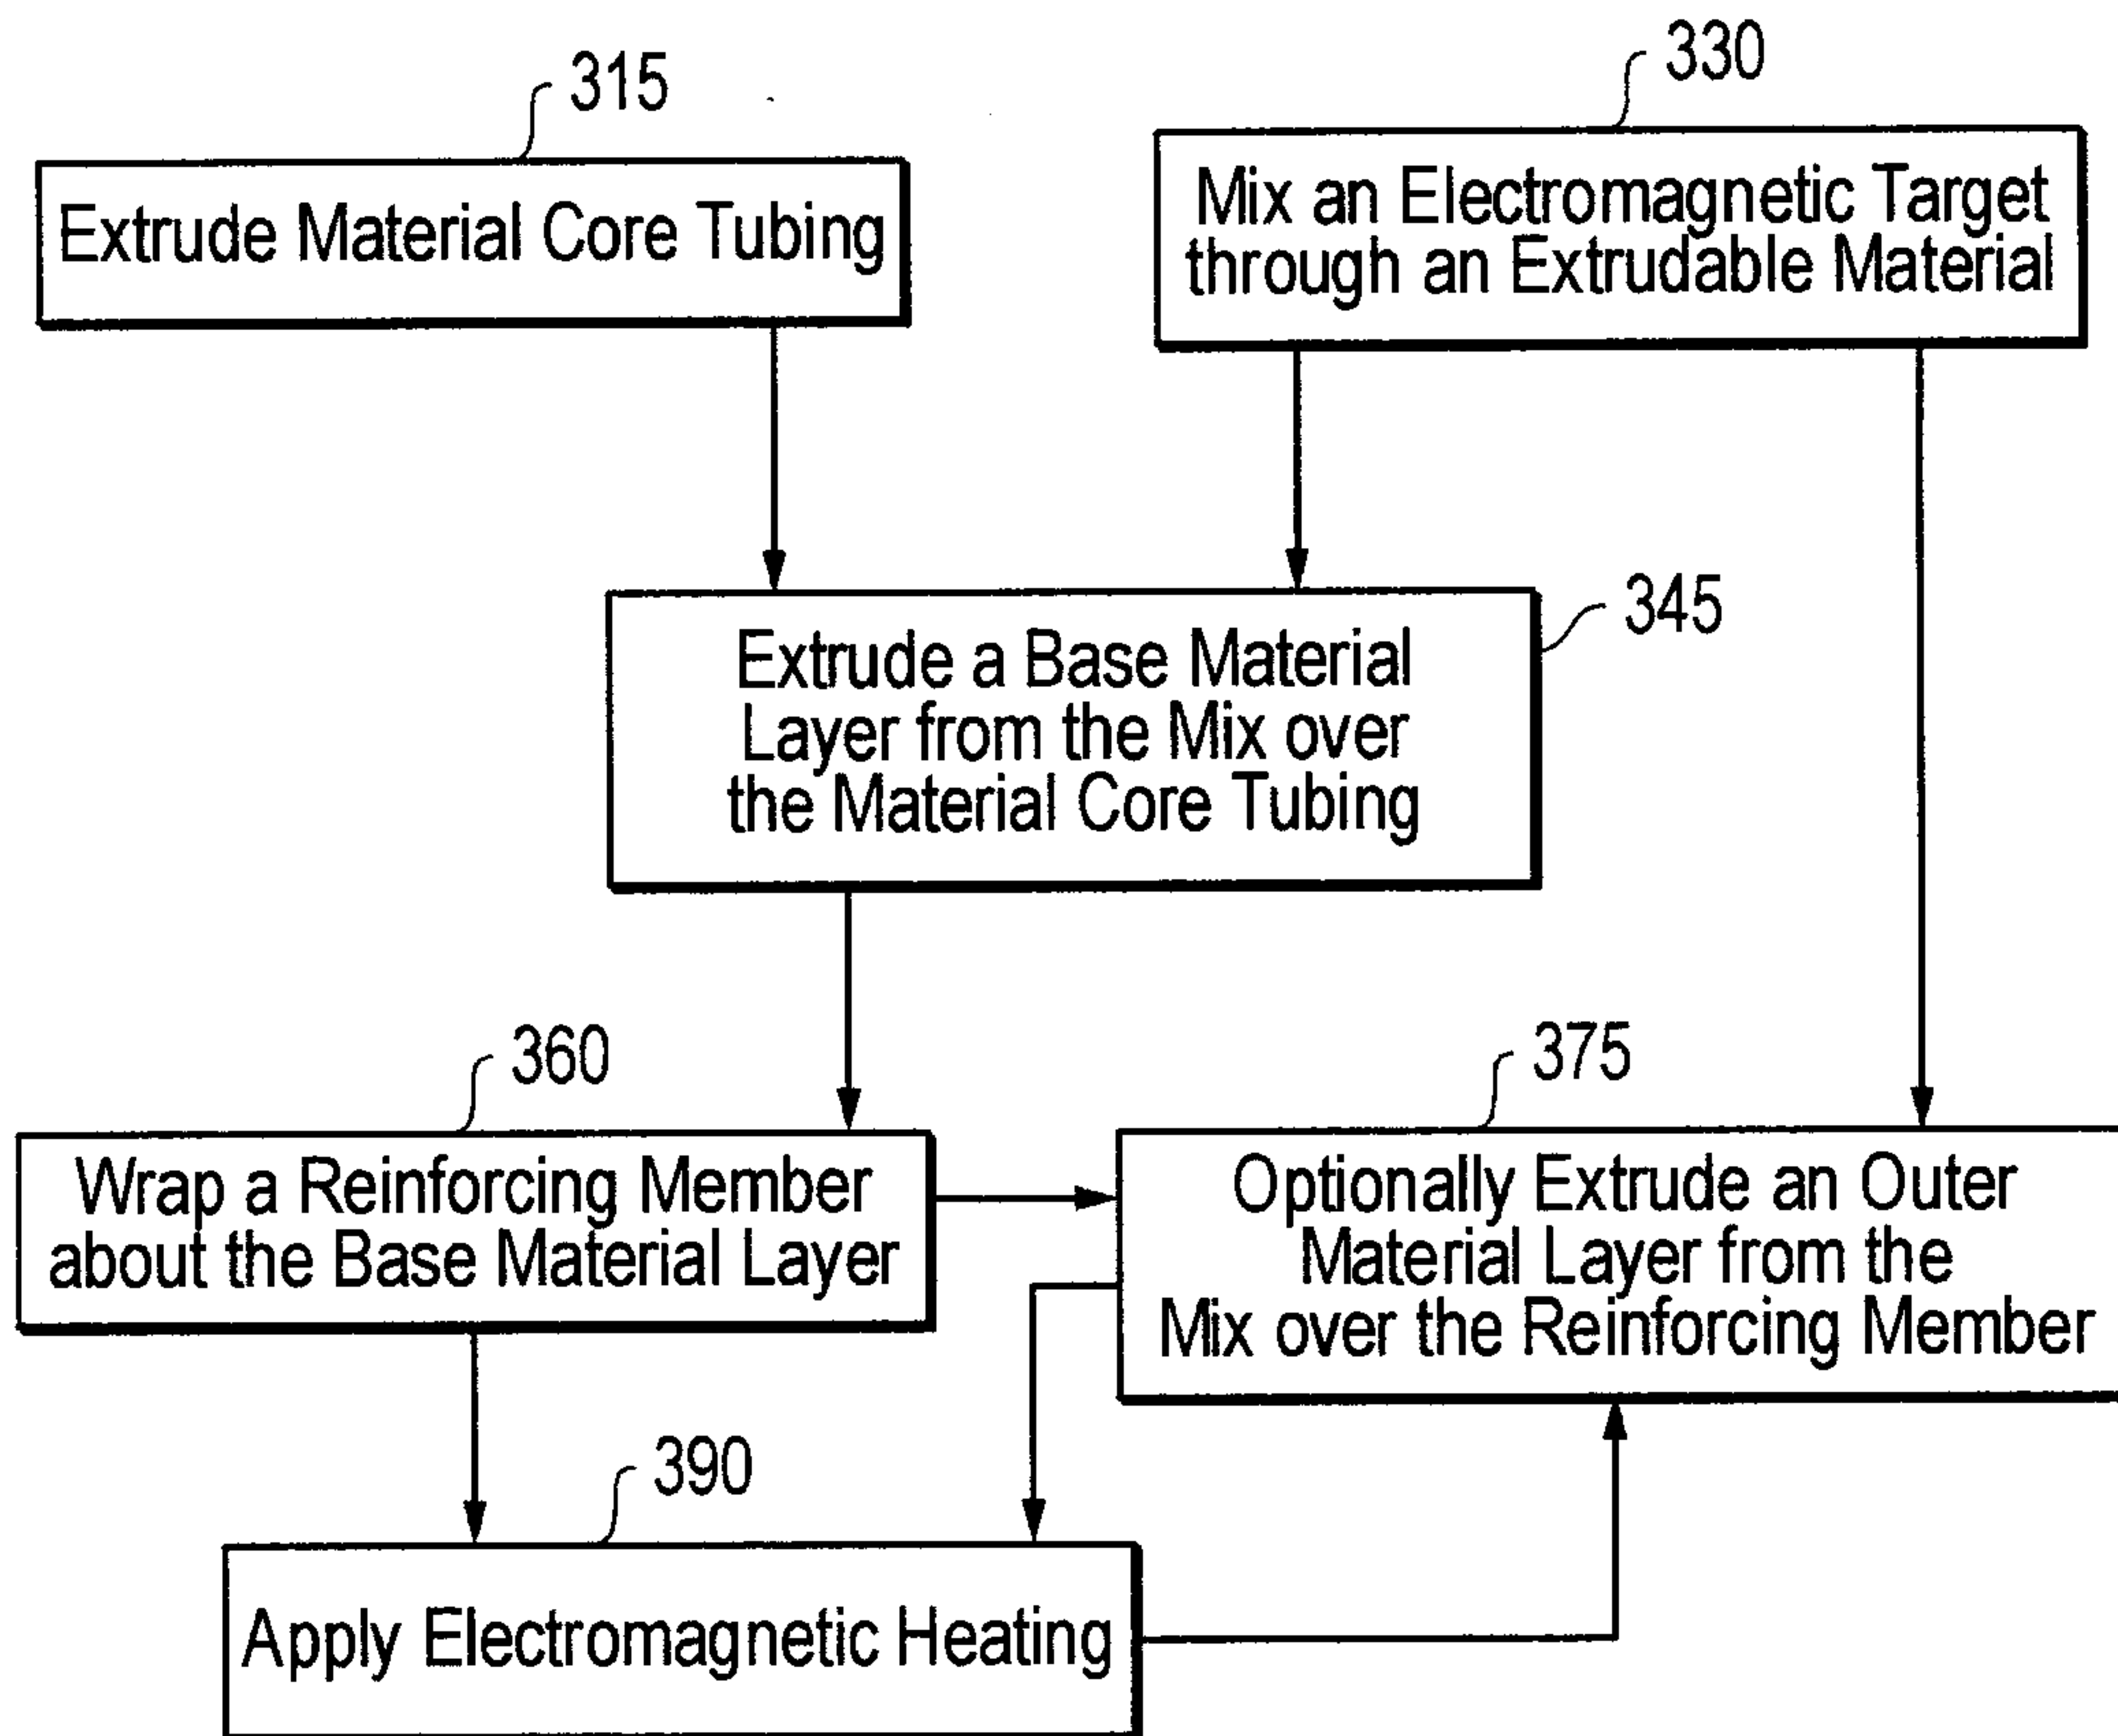 315
Extrude Material Core Tubing
330
Mix an Electromagnetic Target
through an Extrudable Material
345
Extrude a Base Material
Layer from the Mix over
the Material Core Tubing
360
Wrap a Reinforcing Member
about the Base Material Layer
375
Optionally Extrude an Outer
Material Layer from the
Mix over the Reinforcing Member
390
Apply Electromagnetic Heating